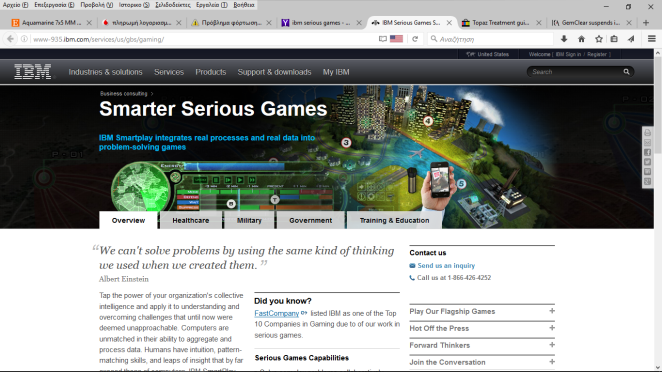 Αρχείο Επεξεργασία Προβολή Ιστορικό Σελιδοδείκτες Εργαλεία Βοήθεια
Aquamarine 7x5 MM ...
πληρωμή λογαρισμ...
Πρόβλημα φόρτωση...
ibm serious games - ...
IBM Serious Games S...
Topaz Treatment gui...
GemClear suspends i...
www-935.ibm.com/services/us/gbs/gaming/
Αναζήτηση
United States
Welcome [ IBM Sign in / Register ]
IBM
Industries & solutions Services Products Support & downloads My IBM
Search
Business consulting >
Smarter Serious Games
IBM Smartplay integrates real processes and real data into
problem-solving games
3
4
5
Overview Healthcare Military Government Training & Education
“We can't solve problems by using the same kind of thinking
we used when we created them.”
Albert Einstein
Tap the power of your organization's collective
intelligence and apply it to understanding and
overcoming challenges that until now were
deemed unapproachable. Computers are
unmatched in their ability to aggregate and
process data. Humans have intuition, pattern-
matching skills, and leaps of insight that by far
Did you know?
FastCompany listed IBM as one of the Top
10 Companies in Gaming due to of our work in
serious games.
Serious Games Capabilities
Contact us
Send us an inquiry
Call us at 1-866-426-4252
Play Our Flagship Games +
Hot Off the Press +
Forward Thinkers +
Join the Conversation +